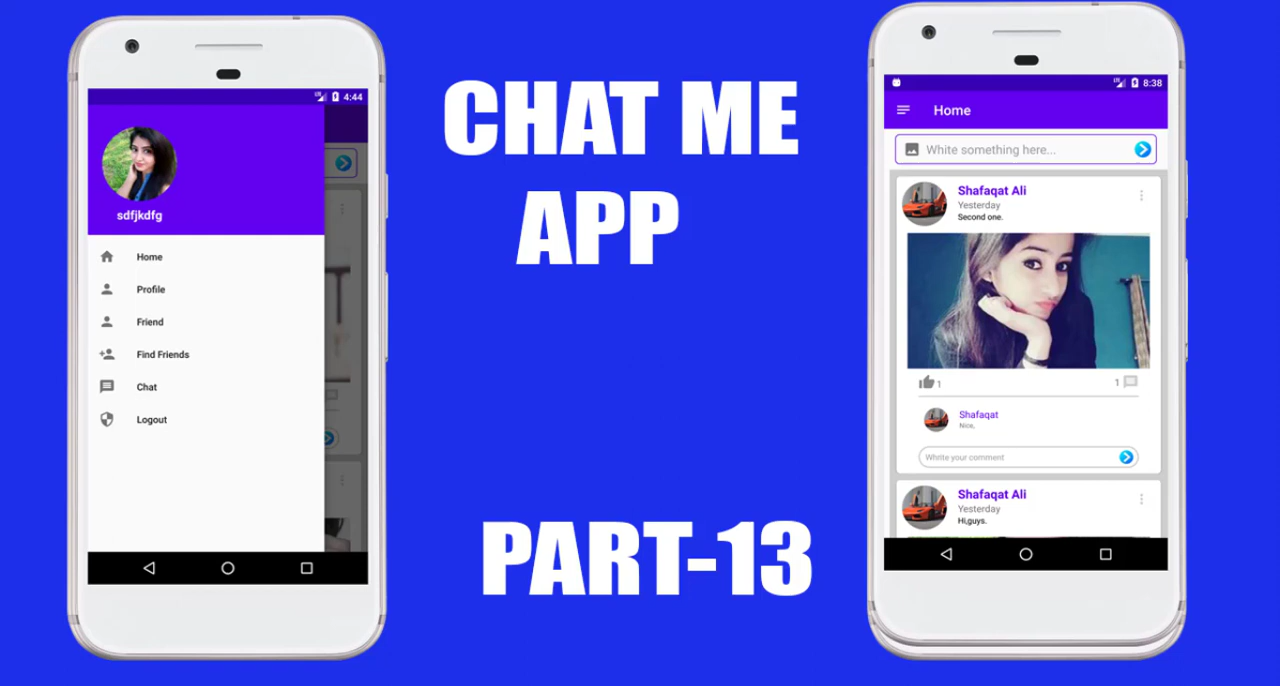 4:44
sdfjkdfg
Home
Profile
Friend
Find Friends
Chat
Logout
CHAT ME
APP
PART-13
8:38
Home
White something here...
Shafaqat Ali
Yesterday
Second one.
1
1
Shafaqat
Nice,
Whrite your comment
Shafaqat Ali
Yesterday
Hi,guys.